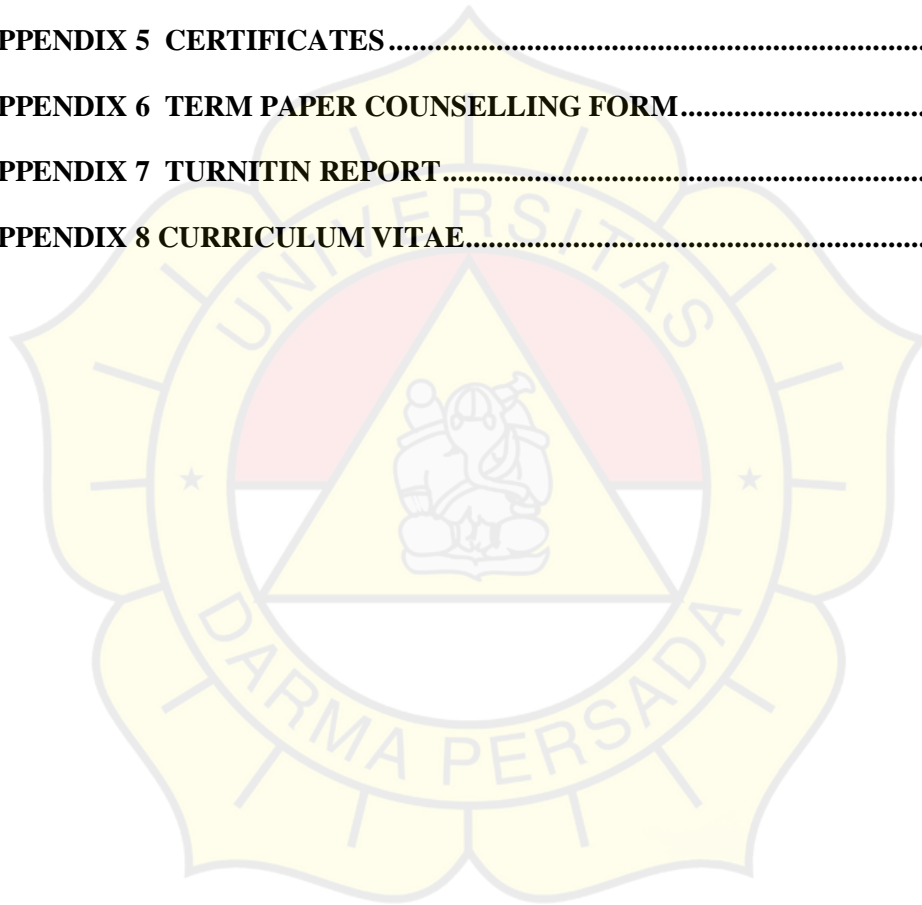 PPENDIX 5 CERTIFICATES................................................................................
PPENDIX 6 TERM PAPER COUNSELLING FORM................................
PPENDIX 7 TURNITIN REPORT...............................................................
PPENDIX 8 CURRICULUM VITAE............................................................
UNIVERSITAS
DARMA PERSADA